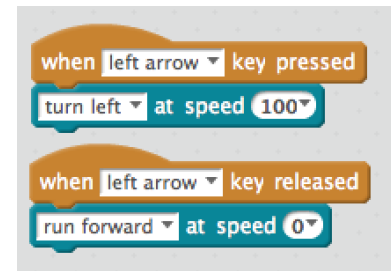 when left arrow key pressed
turn left at speed 100
when left arrow key released
run forward at speed 0